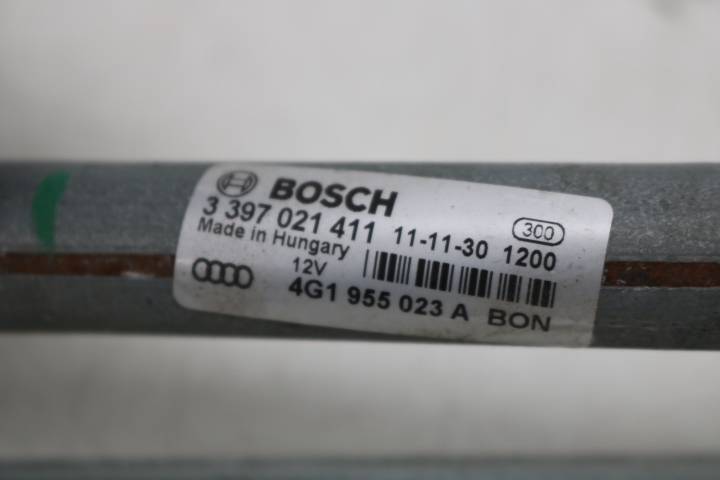 BOSCH
3 397 021 411 11-11-30 1200
300
Made in Hungary
12V
4G1 955 023 A BON